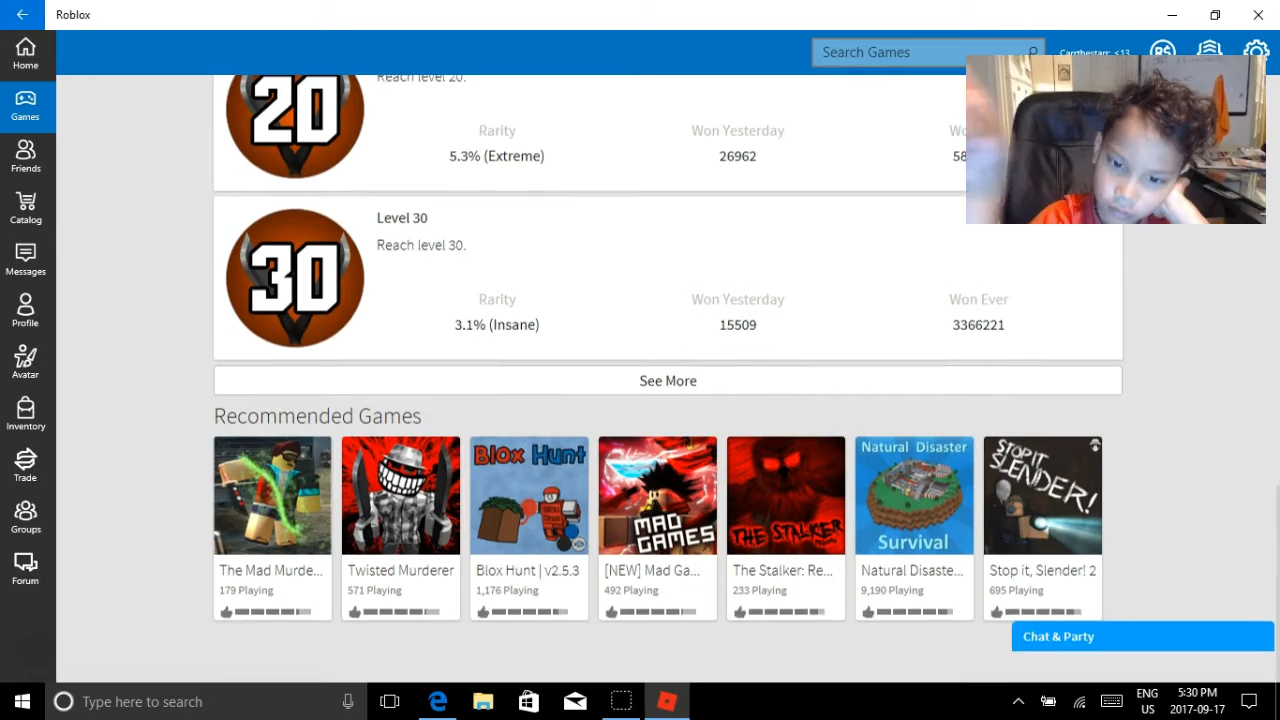 Roblox
Search Games
Home
Games
Friends
Catalog
Messages
Profile
Avatar
Inventory
Trade
Groups
Forum
20
Reach level 20.
Rarity
Won Yesterday
5.3% (Extreme)
26962
58
30
Level 30
Reach level 30.
Rarity
Won Yesterday
Won Ever
3.1% (Insane)
15509
3366221
See More
Recommended Games
Blox Hunt
MAD GAMES
THE STALKER
Natural Disaster
Survival
STOP IT, SLENDER!
The Mad Murde...
Twisted Murderer
Blox Hunt | v2.5.3
[NEW] Mad Ga...
The Stalker: Re...
Natural Disaste...
Stop it, Slender! 2
179 Playing
571 Playing
1,176 Playing
492 Playing
233 Playing
9,190 Playing
695 Playing
Chat & Party
Type here to search
ENG
US
5:30 PM
2017-09-17